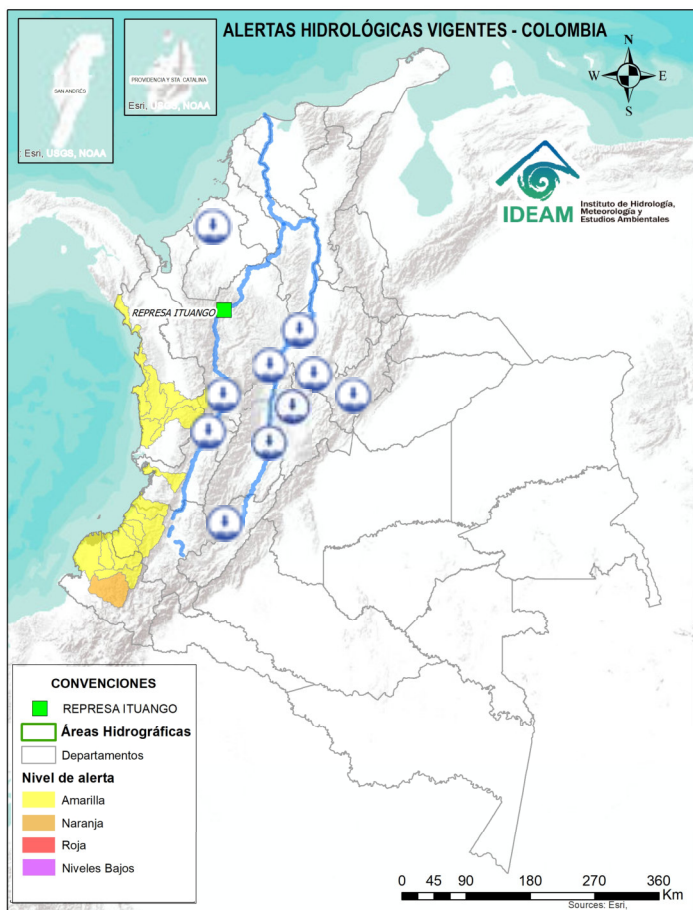 ALERTAS HIDROLÓGICAS VIGENTES - COLOMBIA
SAN ANDRÉS
Esri, USGS, NOAA
PROVIDENCIA Y STA. CATALINA
Esri, USGS, NOAA
N
W
E
S
IDEAM
Instituto de Hidrología,
Meteorología y
Estudios Ambientales
REPRESA ITUANGO
CONVENCIONES
REPRESA ITUANGO
Áreas Hidrográficas
Departamentos
Nivel de alerta
Amarilla
Naranja
Roja
Niveles Bajos
0 45 90 180 270 360
Km
Sources: Esri,